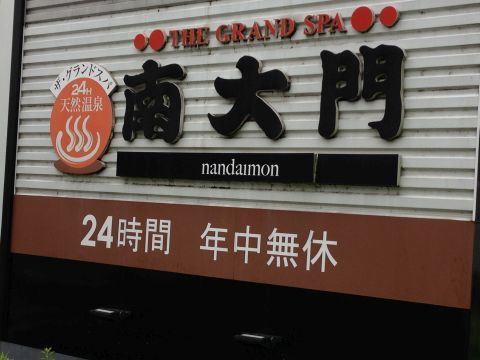 THE GRAND SPA
ザ・グランドスパ
24H
天然温泉
南大門
nandaimon
24時間 年中無休